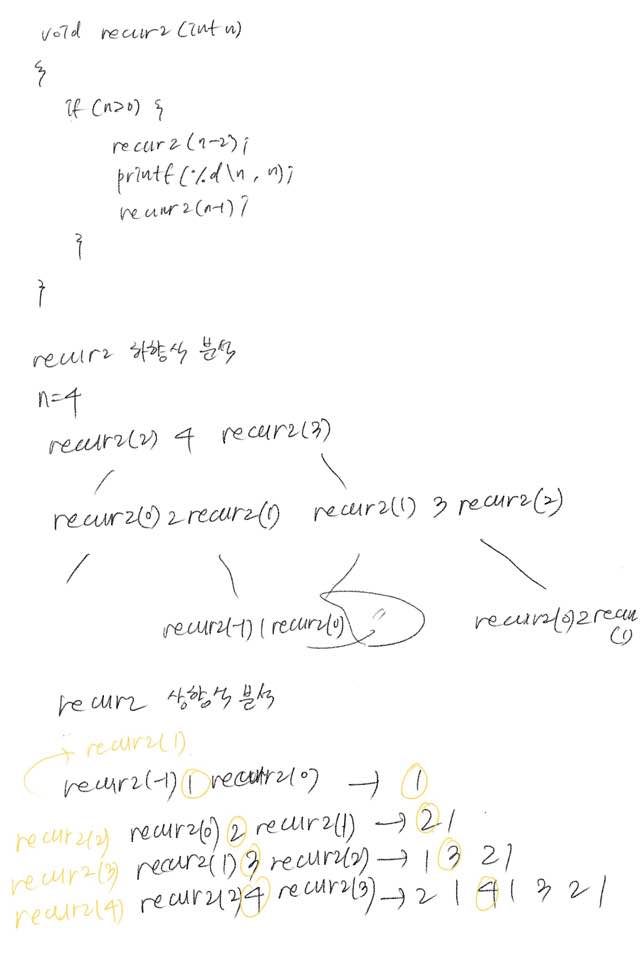 void recur2(int n)
{
if (n>0) {
recur2(n-2);
printf(%d\n, n);
recur2(n-1);
}
}
recur2 하향식 분석
n=4
recur2(2) 4 recur2(3)
recur2(0) 2 recur2(1) recur2(1) 3 recur2(2)
recur2(-1) 1 recur2(0) 〃 recur2(0) 2 recur
(1)
recur2 상향식 분석
recur2(1)
recur2(-1) 1 recur2(0) → 1
recur2(2) recur2(0) 2 recur2(1) → 2 1
recur2(3) recur2(1) 3 recur2(2) → 1 3 2 1
recur2(4) recur2(2) 4 recur2(3) → 2 1 4 1 3 2 1